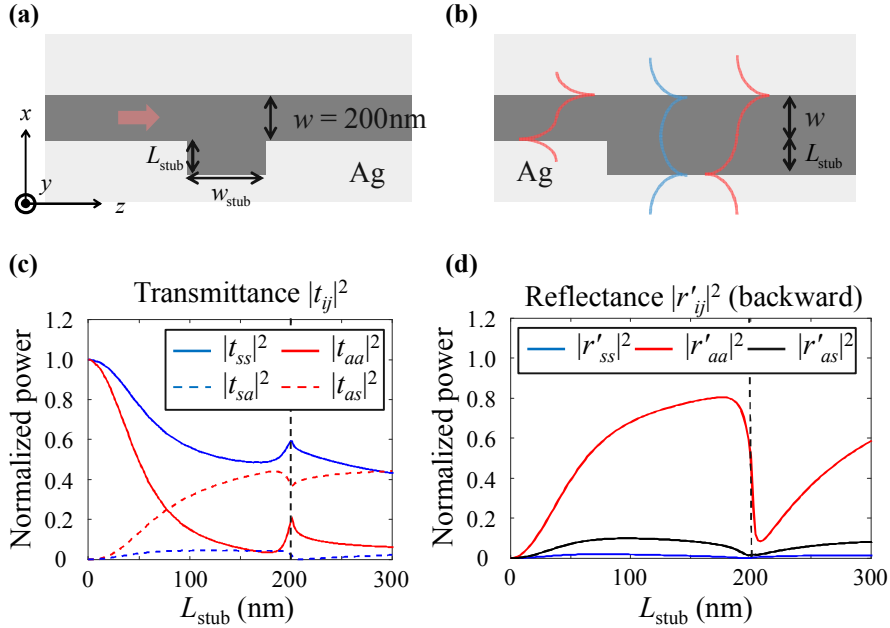 (a)
w = 200nm
x
L_stub
w_stub
Ag
y
z
(b)
w
L_stub
Ag
(c)
Transmittance |t_ij|²
1.2
1.0
0.8
0.6
0.4
0.2
0
Normalized power
|t_ss|² |t_aa|²
|t_sa|² |t_as|²
0 100 200 300
L_stub (nm)
(d)
Reflectance |r'_ij|² (backward)
1.2
1.0
0.8
0.6
0.4
0.2
0
Normalized power
|r'_ss|² |r'_aa|² |r'_as|²
0 100 200 300
L_stub (nm)